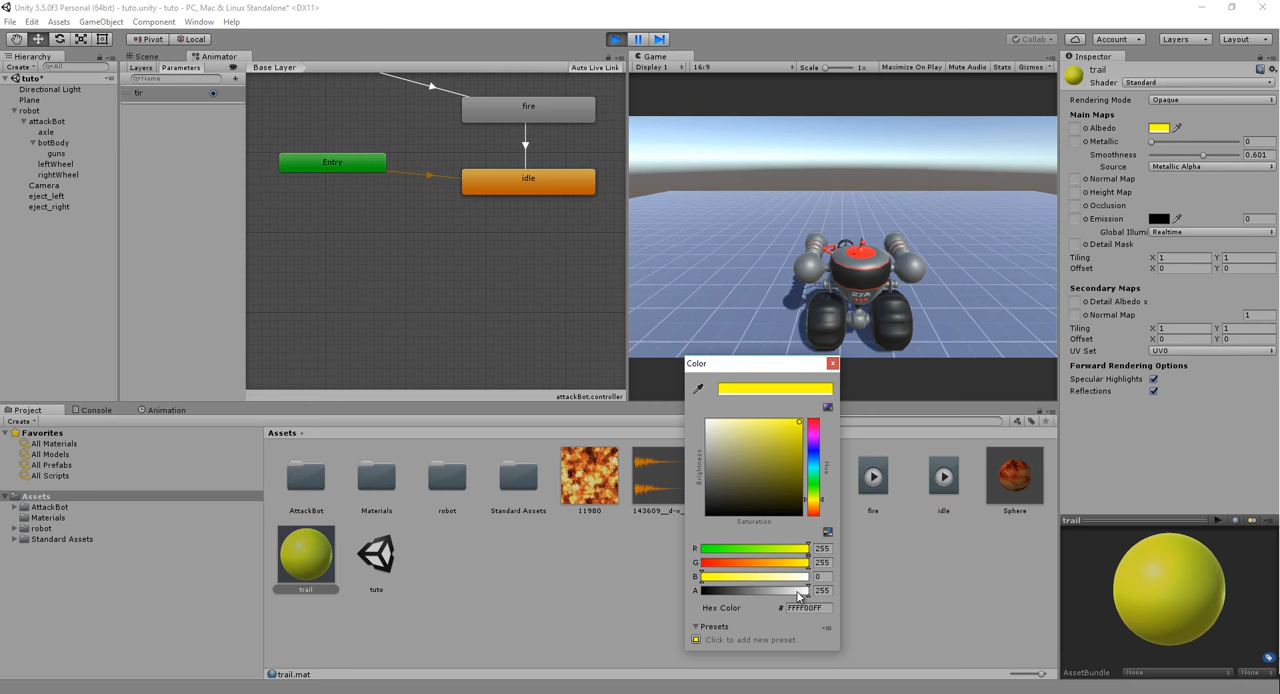 Unity 5.5.0f3 Personal (64bit) - tuto.unity - tuto - PC, Mac & Linux Standalone* <DX11>
File Edit Assets GameObject Component Window Help
Pivot Local Collab Account Layers Layout
Hierarchy
Create All
tuto*
Directional Light
Plane
robot
attackBot
axle
botBody
guns
leftWheel
rightWheel
Camera
eject_left
eject_right
Scene Animator
Layers Parameters
Name
tir
Base Layer Auto Live Link
fire
Entry
idle
attackBot.controller
Game
Display 1 16:9 Scale 1x Maximize On Play Mute Audio Stats Gizmos
27A
Inspector
trail
Shader Standard
Rendering Mode Opaque
Main Maps
Albedo
Metallic 0
Smoothness 0.601
Source Metallic Alpha
Normal Map
Height Map
Occlusion
Emission 0
Global Illumi Realtime
Detail Mask
Tiling X 1 Y 1
Offset X 0 Y 0
Secondary Maps
Detail Albedo x
Normal Map 1
Tiling X 1 Y 1
Offset X 0 Y 0
UV Set UV0
Forward Rendering Options
Specular Highlights
Reflections
trail
AssetBundle None None
Project Console Animation
Create
Favorites
All Materials
All Models
All Prefabs
All Scripts
Assets
AttackBot
Materials
robot
Standard Assets
Assets
AttackBot Materials robot Standard Assets 11980 143609__d-w_ fire idle Sphere
trail tuto
trail.mat
Color
Brightness
Hue
Saturation
R 255
G 255
B 0
A 255
Hex Color # FFFF00FF
Presets
Click to add new preset